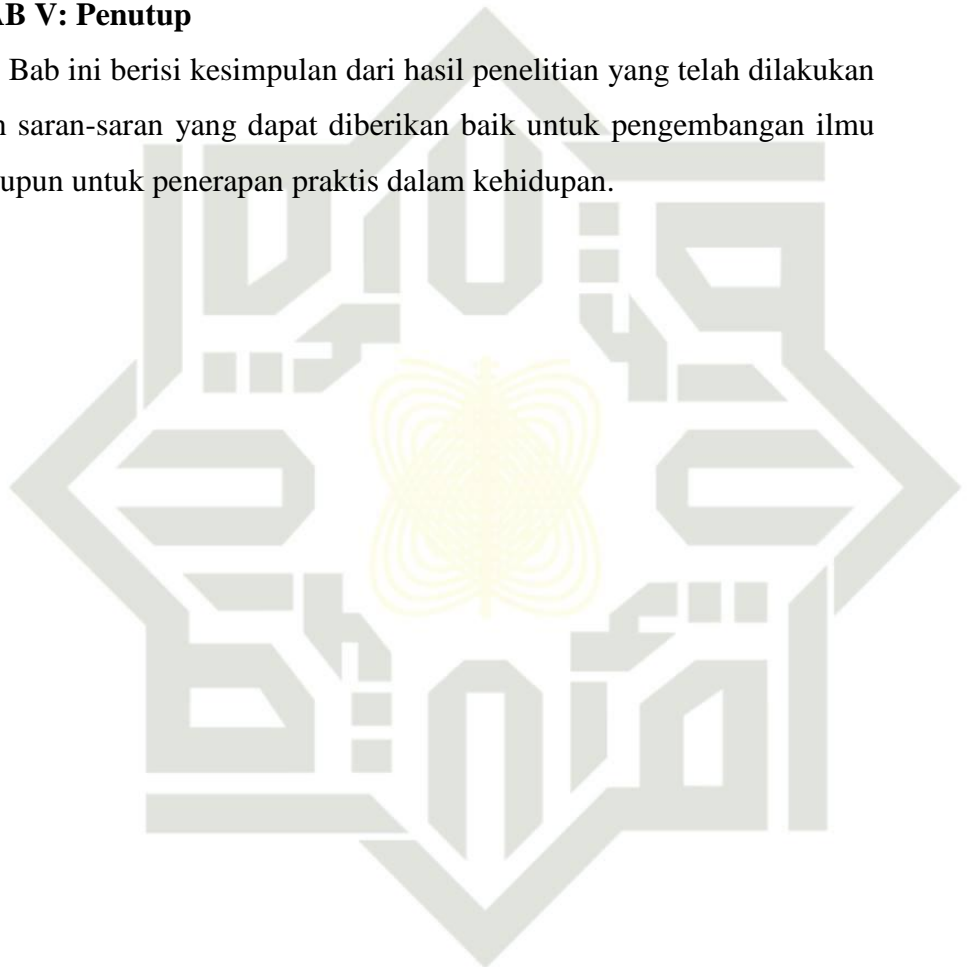 AB V: Penutup
Bab ini berisi kesimpulan dari hasil penelitian yang telah dilakukan
n saran-saran yang dapat diberikan baik untuk pengembangan ilmu
upun untuk penerapan praktis dalam kehidupan.